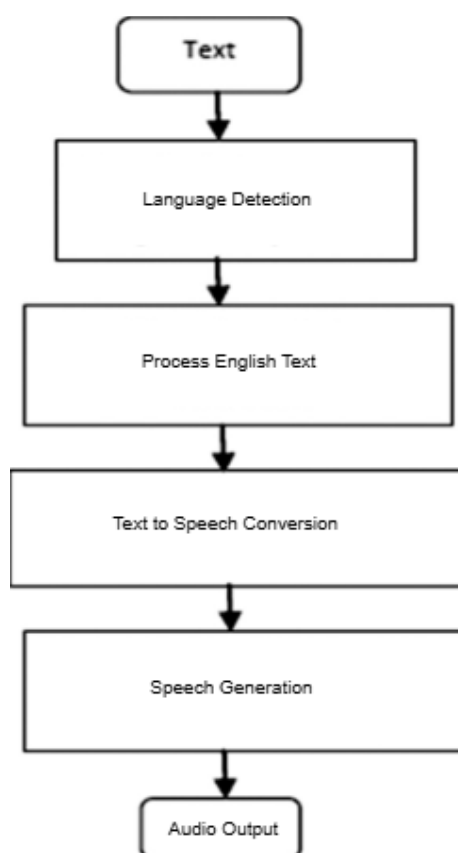 Text
Language Detection
Process English Text
Text to Speech Conversion
Speech Generation
Audio Output